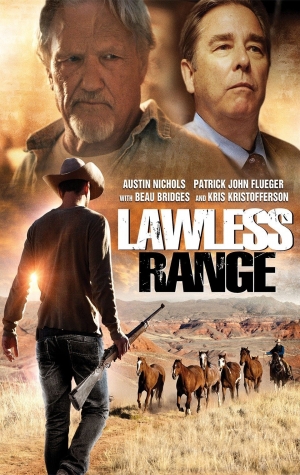 AUSTIN NICHOLS PATRICK JOHN FLUEGER
WITH BEAU BRIDGES AND KRIS KRISTOFFERSON
LAWLESS
RANGE